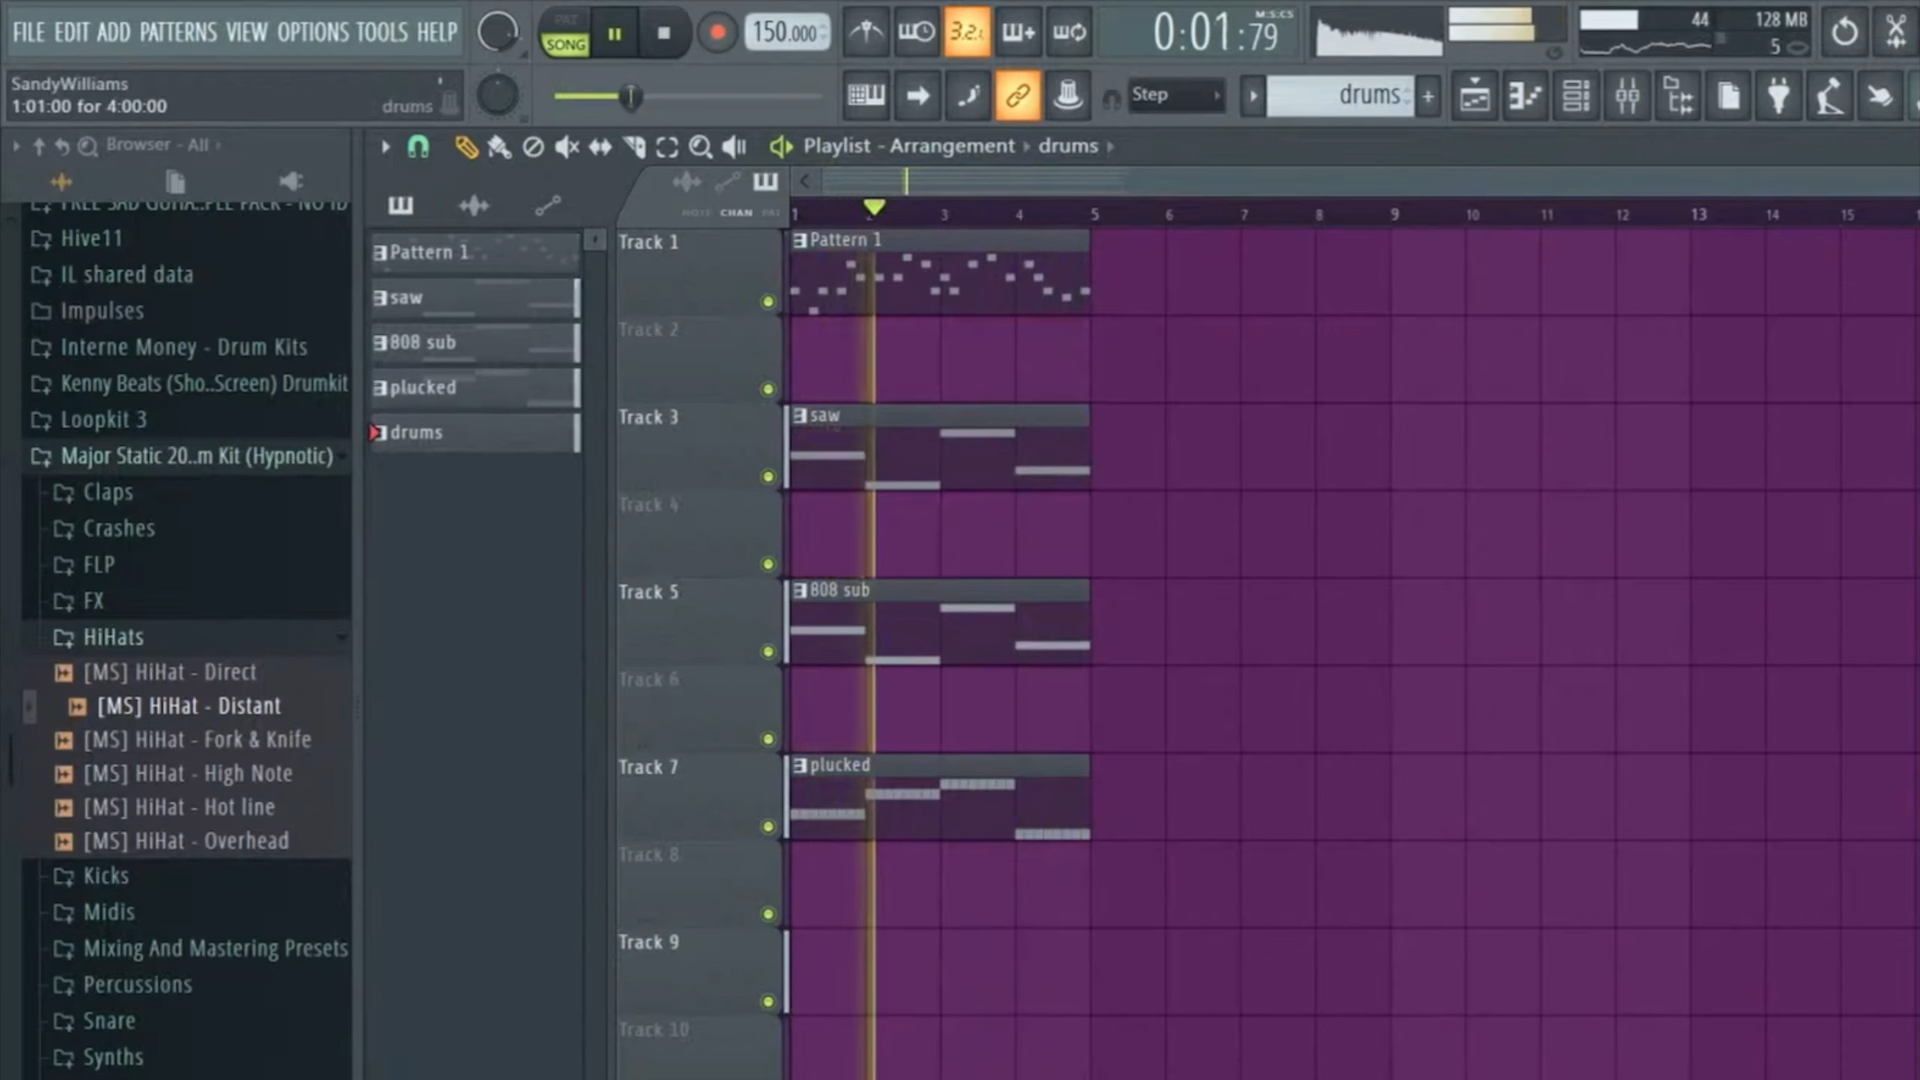 FILE EDIT ADD PATTERNS VIEW OPTIONS TOOLS HELP
PAT
SONG
150.000
3.2.
0:01:79
M:S:CS
44
128 MB
5
SandyWilliams
1:01:00 for 4:00:00
drums
Step
drums
Browser - All
Playlist - Arrangement
drums
NOTE CHAN PAT
1 2 3 4 5 6 7 8 9 10 11 12 13 14 15
Hive11
IL shared data
Impulses
Interne Money - Drum Kits
Kenny Beats (Sho..Screen) Drumkit
Loopkit 3
Major Static 20..m Kit (Hypnotic)
Claps
Crashes
FLP
FX
HiHats
[MS] HiHat - Direct
[MS] HiHat - Distant
[MS] HiHat - Fork & Knife
[MS] HiHat - High Note
[MS] HiHat - Hot line
[MS] HiHat - Overhead
Kicks
Midis
Mixing And Mastering Presets
Percussions
Snare
Synths
Pattern 1
saw
808 sub
plucked
drums
Track 1
Pattern 1
Track 2
Track 3
saw
Track 4
Track 5
808 sub
Track 6
Track 7
plucked
Track 8
Track 9
Track 10